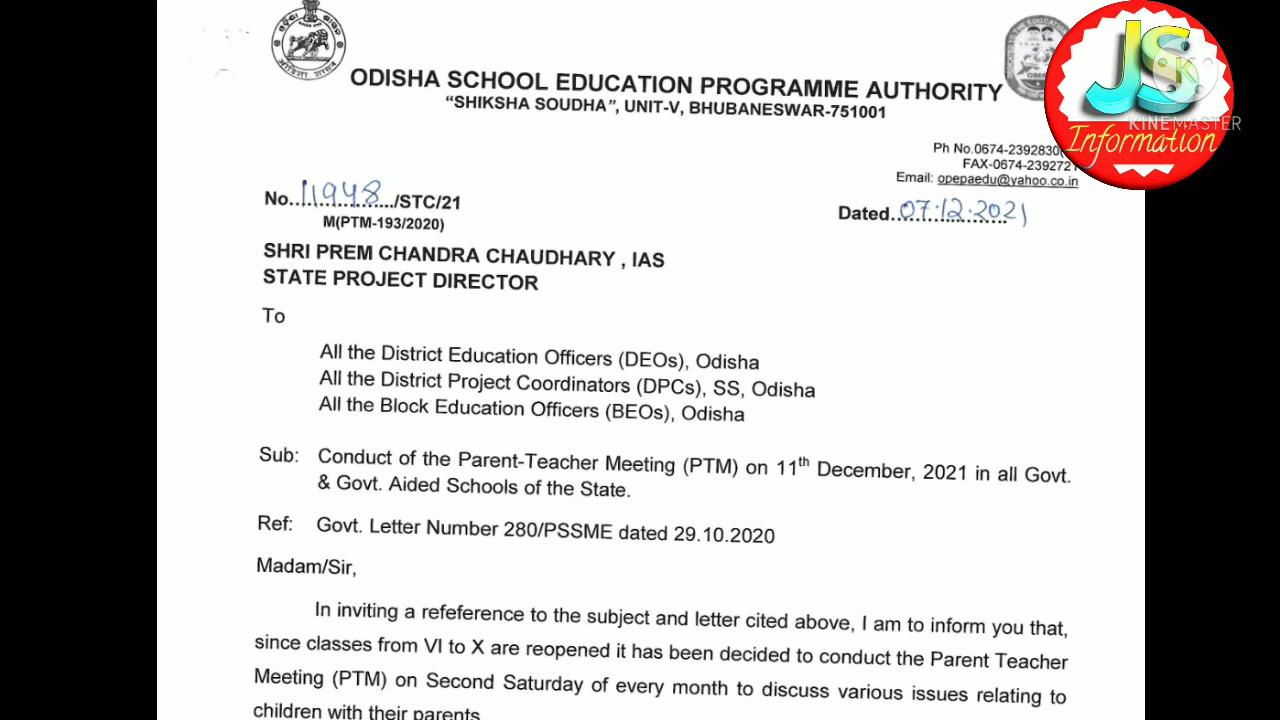 ODISHA SCHOOL EDUCATION PROGRAMME AUTHORITY
"SHIKSHA SOUDHA", UNIT-V, BHUBANESWAR-751001
JS
KINEMASTER
Information
Ph No.0674-2392830
FAX-0674-2392721
Email: opepaedu@yahoo.co.in
No...11948.../STC/21
M(PTM-193/2020)
Dated...07.12.2021
SHRI PREM CHANDRA CHAUDHARY , IAS
STATE PROJECT DIRECTOR
To
All the District Education Officers (DEOs), Odisha
All the District Project Coordinators (DPCs), SS, Odisha
All the Block Education Officers (BEOs), Odisha
Sub: Conduct of the Parent-Teacher Meeting (PTM) on 11th December, 2021 in all Govt.
& Govt. Aided Schools of the State.
Ref: Govt. Letter Number 280/PSSME dated 29.10.2020
Madam/Sir,
In inviting a refeference to the subject and letter cited above, I am to inform you that,
since classes from VI to X are reopened it has been decided to conduct the Parent Teacher
Meeting (PTM) on Second Saturday of every month to discuss various issues relating to
children with their parents